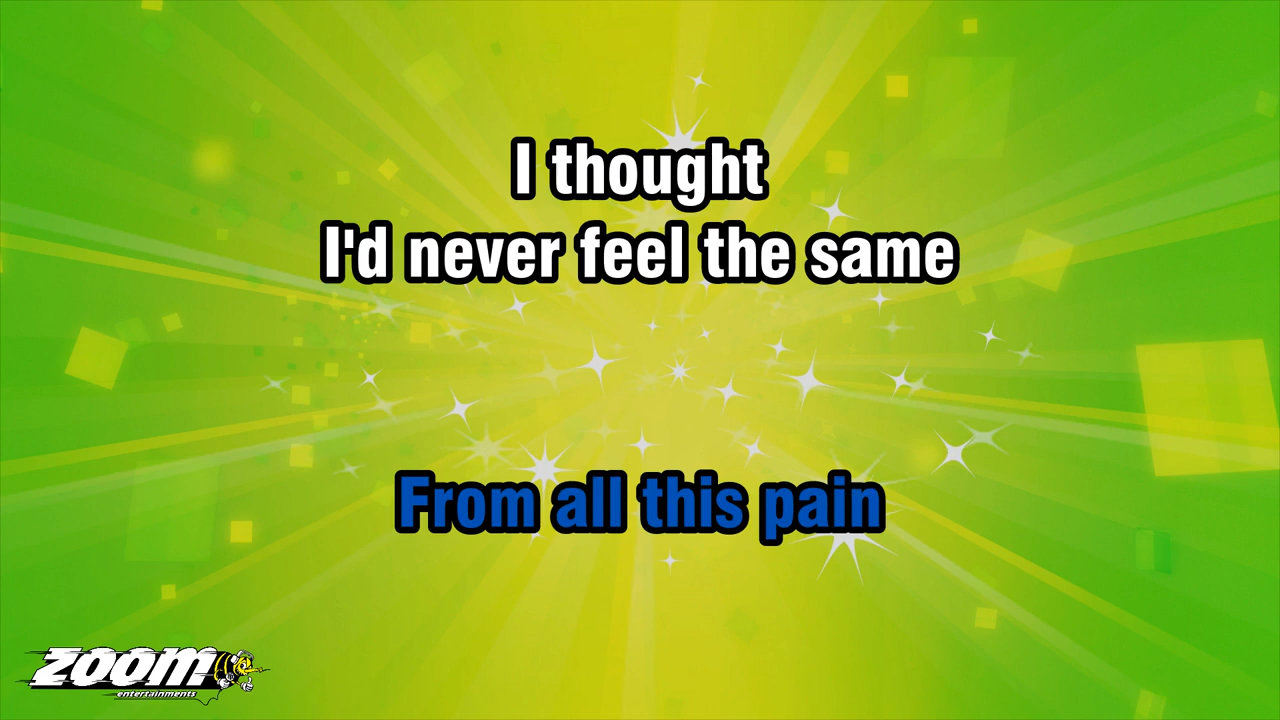 I thought
I'd never feel the same
From all this pain
ZOOM
entertainments